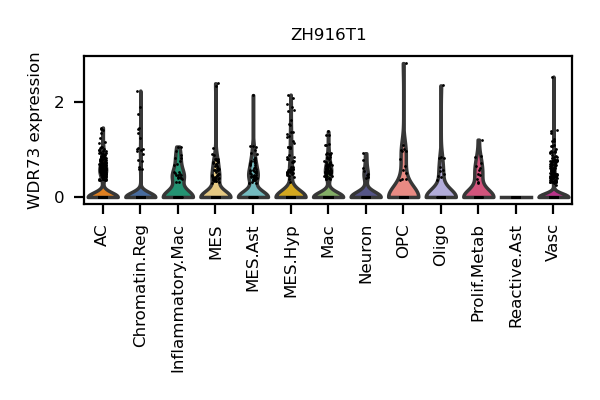 ZH916T1
WDR73 expression
2
0
AC
Chromatin.Reg
Inflammatory.Mac
MES
MES.Ast
MES.Hyp
Mac
Neuron
OPC
Oligo
Prolif.Metab
Reactive.Ast
Vasc